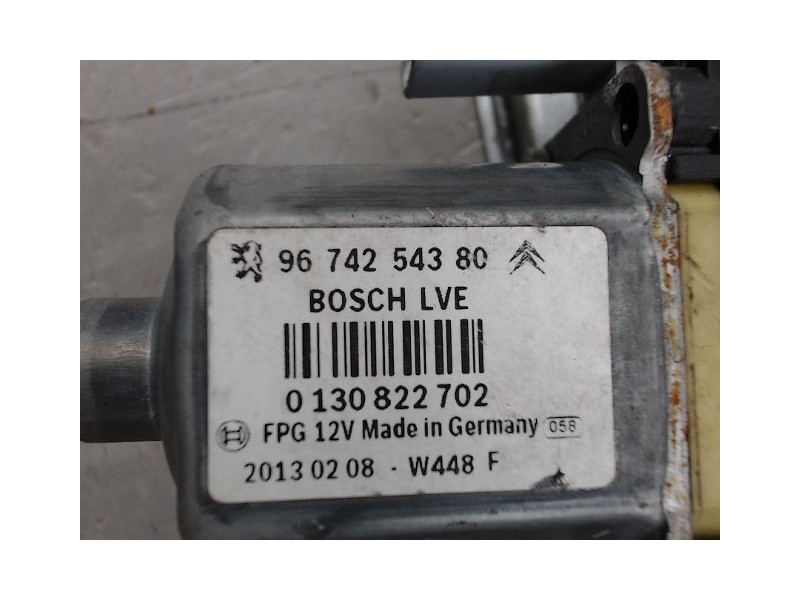 96 742 543 80
BOSCH LVE
0 130 822 702
FPG 12V Made in Germany 056
2013 02 08 - W448 F